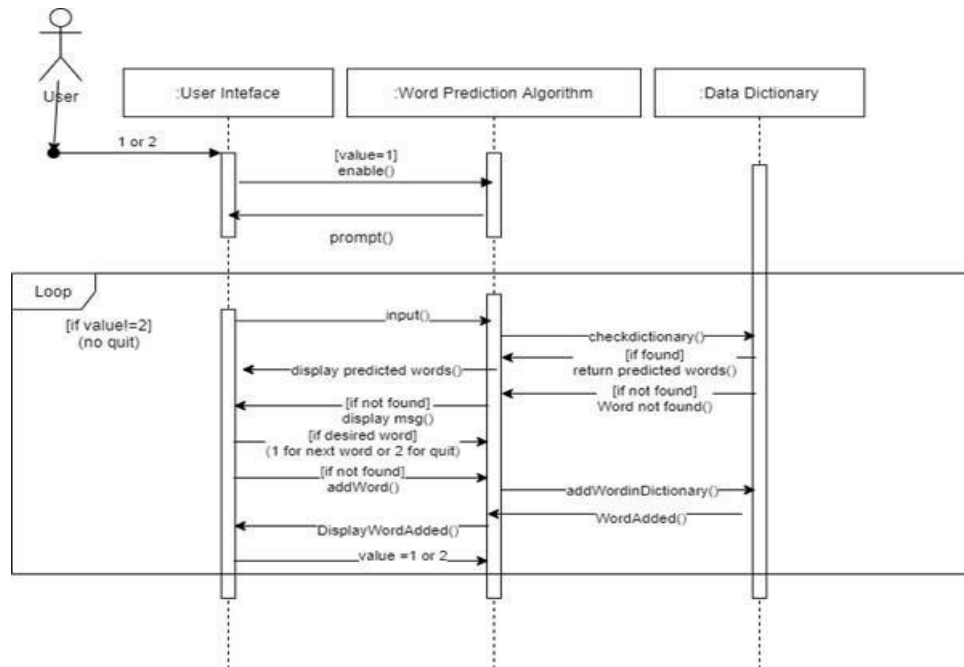 User
:User Inteface
:Word Prediction Algorithm
:Data Dictionary
1 or 2
[value=1]
enable()
prompt()
Loop
[if value!=2]
(no quit)
input()
checkdictionary()
[if found]
return predicted words()
display predicted words()
[if not found]
Word not found()
[if not found]
display msg()
[if desired word]
(1 for next word or 2 for quit)
[if not found]
addWord()
addWordinDictionary()
WordAdded()
DisplayWordAdded()
value =1 or 2